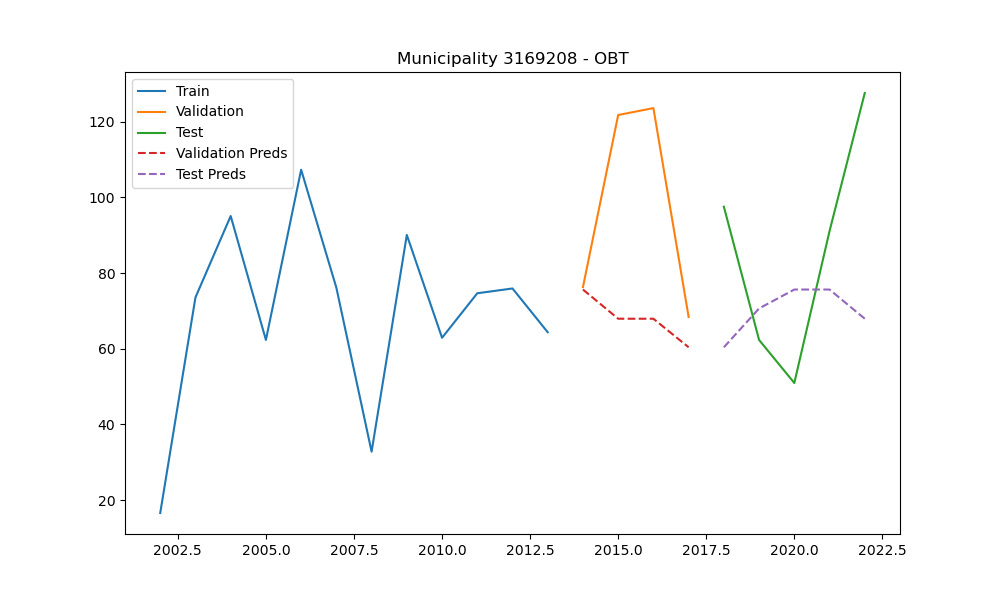 Municipality 3169208 - OBT
Train
Validation
Test
Validation Preds
Test Preds
120
100
80
60
40
20
2002.5 2005.0 2007.5 2010.0 2012.5 2015.0 2017.5 2020.0 2022.5